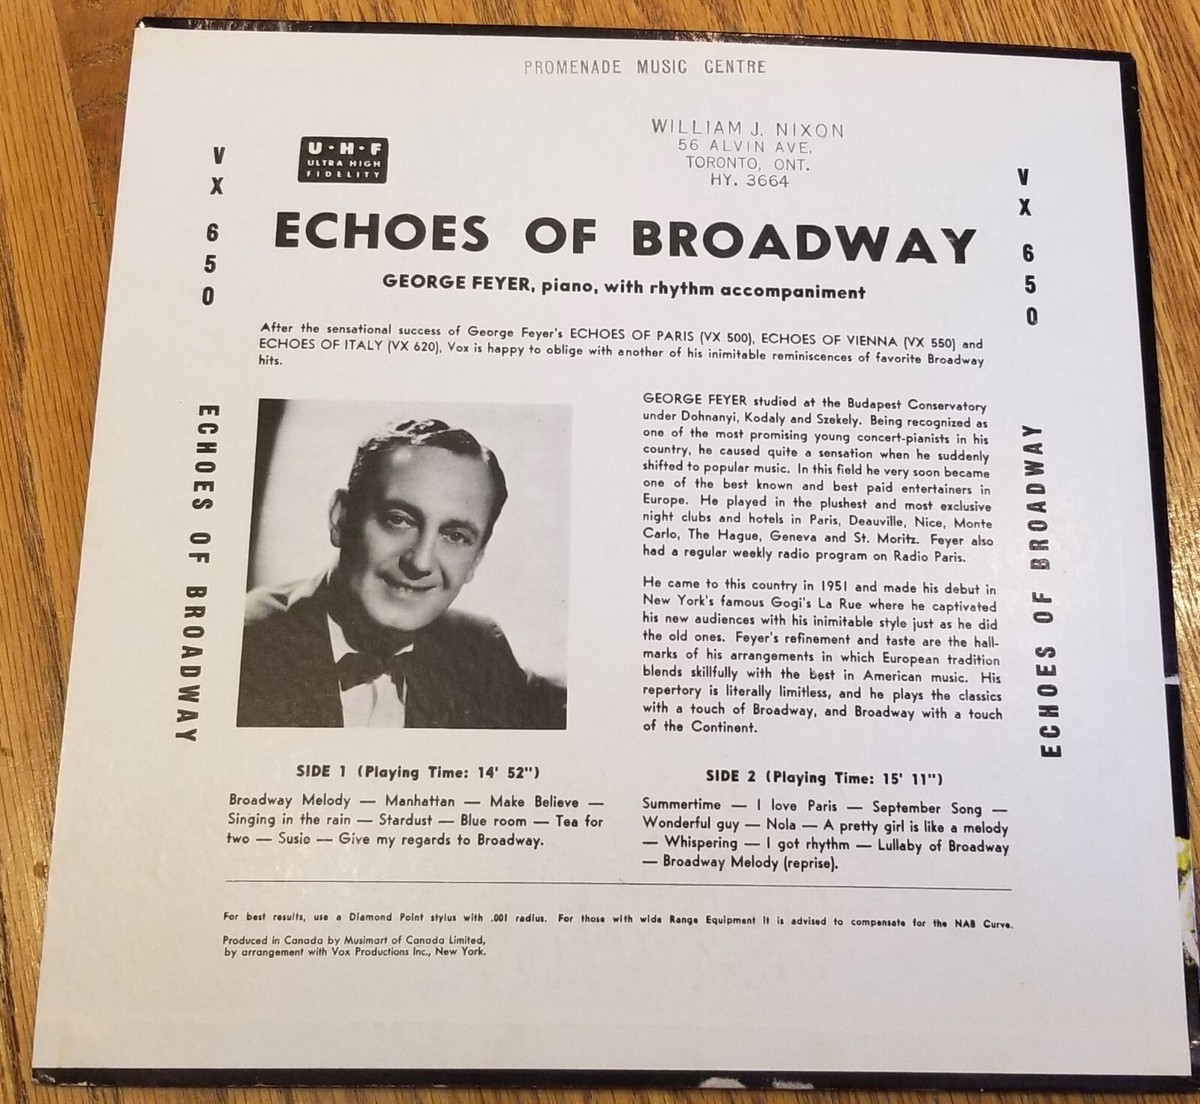 PROMENADE MUSIC CENTRE
WILLIAM J. NIXON
56 ALVIN AVE.
TORONTO, ONT.
HY. 3664
U·H·F
ULTRA HIGH
FIDELITY
VX 650
VX 650
ECHOES OF BROADWAY
GEORGE FEYER, piano, with rhythm accompaniment
After the sensational success of George Feyer's ECHOES OF PARIS (VX 500), ECHOES OF VIENNA (VX 550) and
ECHOES OF ITALY (VX 620), Vox is happy to oblige with another of his inimitable reminiscences of favorite Broadway
hits.
ECHOES OF BROADWAY
ECHOES OF BROADWAY
GEORGE FEYER studied at the Budapest Conservatory
under Dohnanyi, Kodaly and Szekely. Being recognized as
one of the most promising young concert-pianists in his
country, he caused quite a sensation when he suddenly
shifted to popular music. In this field he very soon became
one of the best known and best paid entertainers in
Europe. He played in the plushest and most exclusive
night clubs and hotels in Paris, Deauville, Nice, Monte
Carlo, The Hague, Geneva and St. Moritz. Feyer also
had a regular weekly radio program on Radio Paris.
He came to this country in 1951 and made his debut in
New York's famous Gogi's La Rue where he captivated
his new audiences with his inimitable style just as he did
the old ones. Feyer's refinement and taste are the hall-
marks of his arrangements in which European tradition
blends skillfully with the best in American music. His
repertory is literally limitless, and he plays the classics
with a touch of Broadway, and Broadway with a touch
of the Continent.
SIDE 1 (Playing Time: 14' 52")
Broadway Melody — Manhattan — Make Believe —
Singing in the rain — Stardust — Blue room — Tea for
two — Susie — Give my regards to Broadway.
SIDE 2 (Playing Time: 15' 11")
Summertime — I love Paris — September Song —
Wonderful guy — Nola — A pretty girl is like a melody
— Whispering — I got rhythm — Lullaby of Broadway
— Broadway Melody (reprise).
For best results, use a Diamond Point stylus with .001 radius. For those with wide Range Equipment it is advised to compensate for the NAB Curve.
Produced in Canada by Musimart of Canada Limited,
by arrangement with Vox Productions Inc., New York.